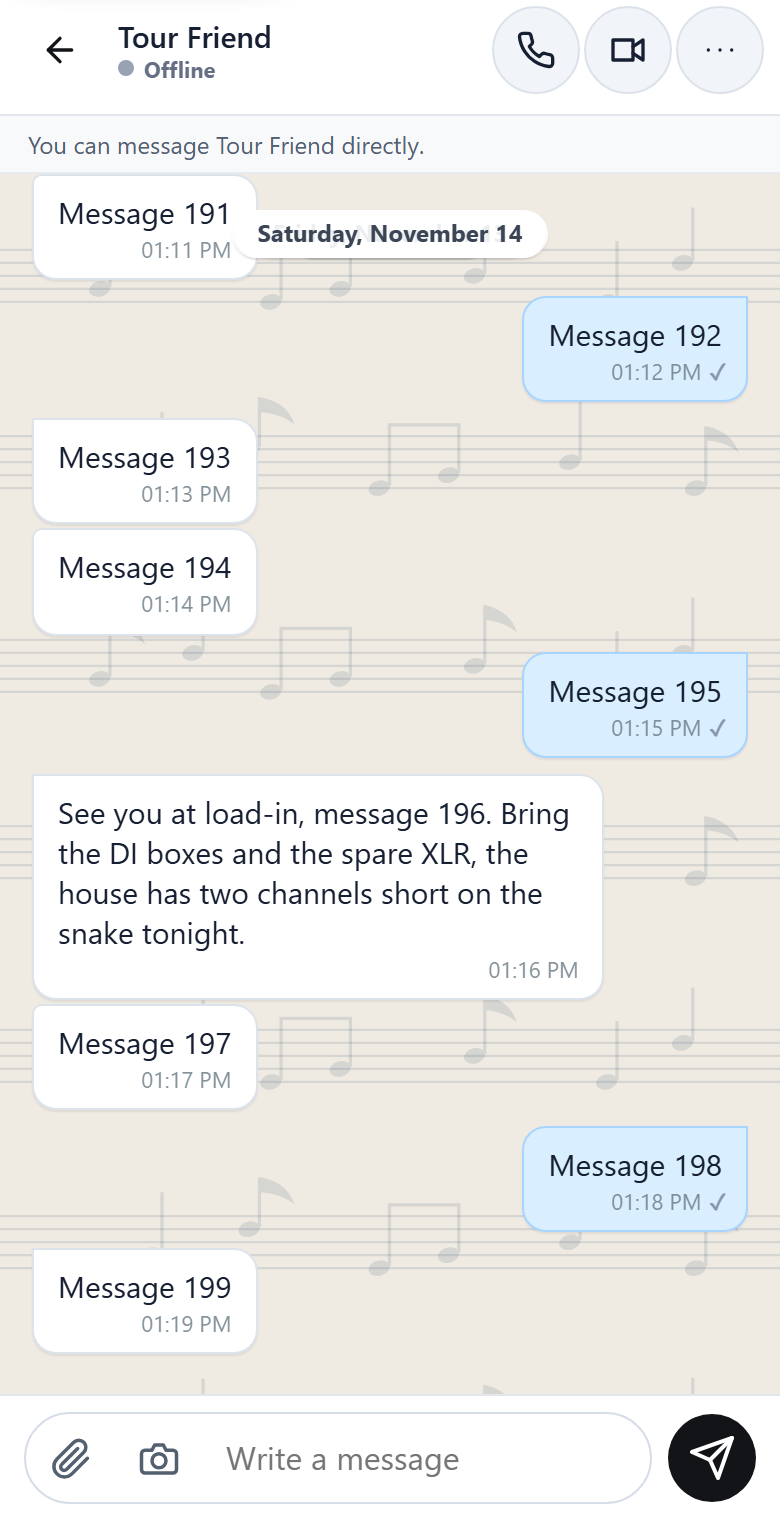 Tour Friend
Offline
You can message Tour Friend directly.
Message 191
01:11 PM
Saturday, November 14
Message 192
01:12 PM ✓
Message 193
01:13 PM
Message 194
01:14 PM
Message 195
01:15 PM ✓
See you at load-in, message 196. Bring
the DI boxes and the spare XLR, the
house has two channels short on the
snake tonight.
01:16 PM
Message 197
01:17 PM
Message 198
01:18 PM ✓
Message 199
01:19 PM
Write a message